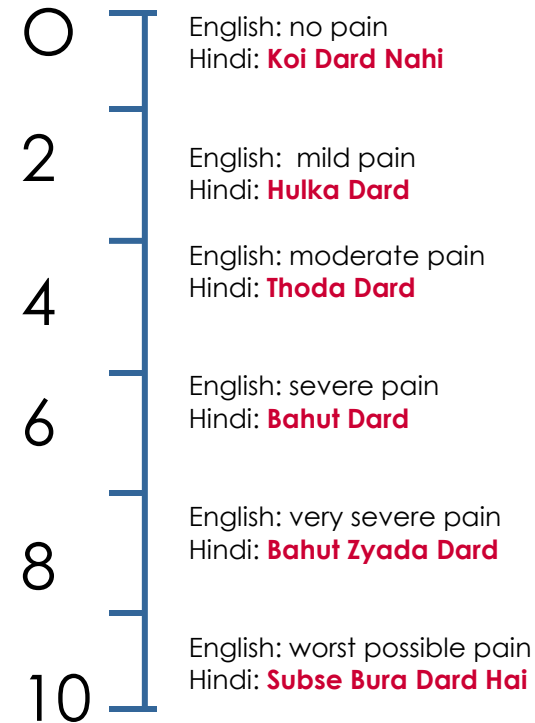 0
English: no pain
Hindi: Koi Dard Nahi
2
English: mild pain
Hindi: Hulka Dard
English: moderate pain
4
Hindi: Thoda Dard
English: severe pain
6
Hindi: Bahut Dard
English: very severe pain
Hindi: Bahut Zyada Dard
8
English: worst possible pain
Hindi: Subse Bura Dard Hai
10